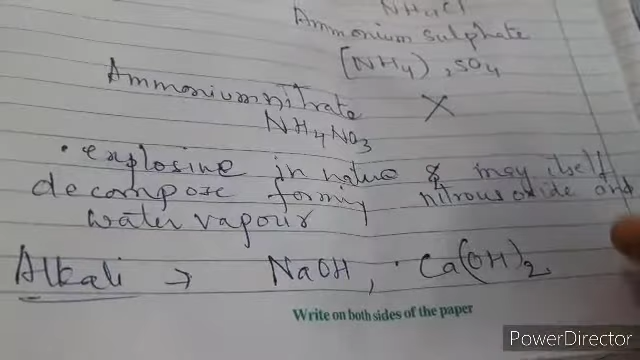 NH4Cl
Ammonium sulphate
(NH4)2SO4
Ammonium nitrate X
NH4NO3
• explosive in nature & may itself
decompose forming nitrous oxide and
water vapour
Alkali → NaOH, Ca(OH)2
Write on both sides of the paper
PowerDirector